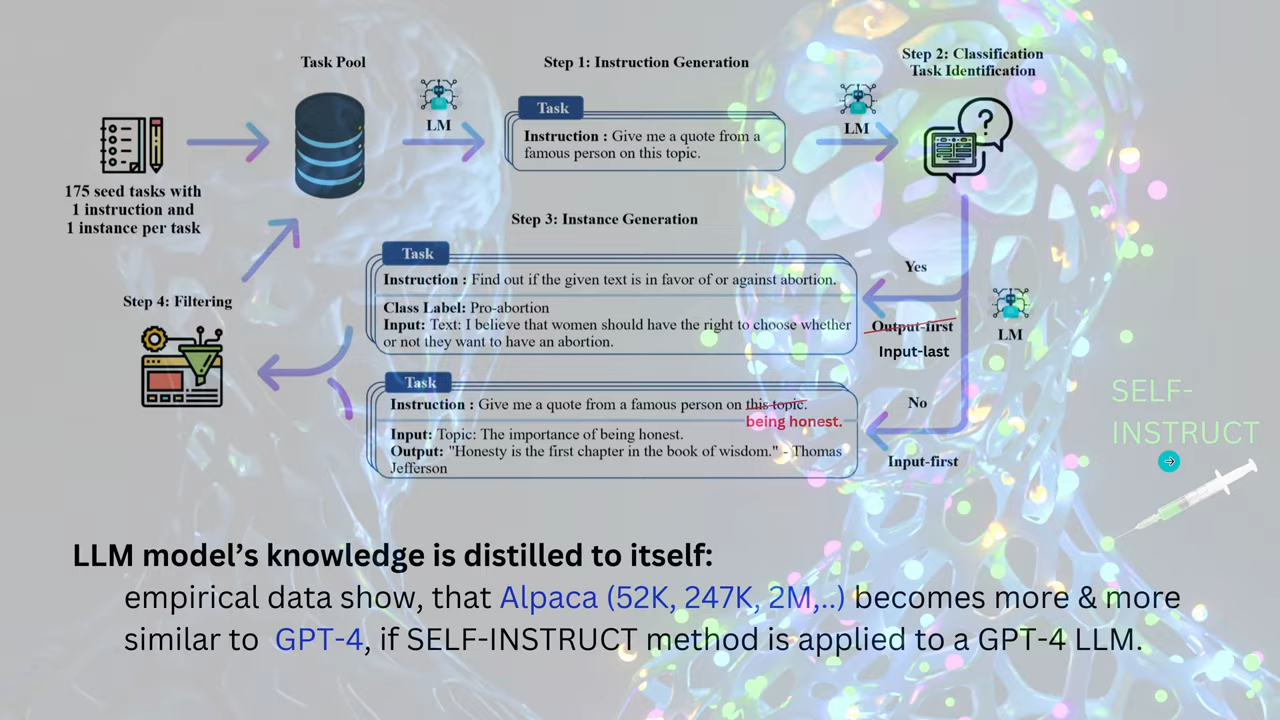 Task Pool
Step 1: Instruction Generation
Step 2: Classification
Task Identification
LM
Task
Instruction : Give me a quote from a
famous person on this topic.
LM
175 seed tasks with
1 instruction and
1 instance per task
Step 3: Instance Generation
Task
Instruction : Find out if the given text is in favor of or against abortion.
Class Label: Pro-abortion
Input: Text: I believe that women should have the right to choose whether
or not they want to have an abortion.
Yes
Output-first
Input-last
LM
Step 4: Filtering
Task
Instruction : Give me a quote from a famous person on this topic.
being honest.
Input: Topic: The importance of being honest.
Output: "Honesty is the first chapter in the book of wisdom." - Thomas
Jefferson
No
Input-first
SELF-
INSTRUCT
LLM model’s knowledge is distilled to itself:
empirical data show, that Alpaca (52K, 247K, 2M,..) becomes more & more
similar to GPT-4, if SELF-INSTRUCT method is applied to a GPT-4 LLM.